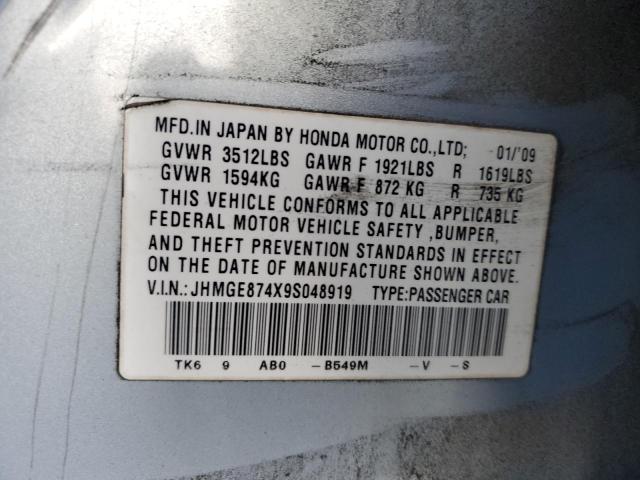 MFD.IN JAPAN BY HONDA MOTOR CO.,LTD; 01/'09
GVWR 3512LBS GAWR F 1921LBS R 1619LBS
GVWR 1594KG GAWR F 872 KG R 735 KG
THIS VEHICLE CONFORMS TO ALL APPLICABLE
FEDERAL MOTOR VEHICLE SAFETY ,BUMPER,
AND THEFT PREVENTION STANDARDS IN EFFECT
ON THE DATE OF MANUFACTURE SHOWN ABOVE.
V.I.N.:JHMGE874X9S048919 TYPE:PASSENGER CAR
TK6 9 AB0 -B549M -V -S